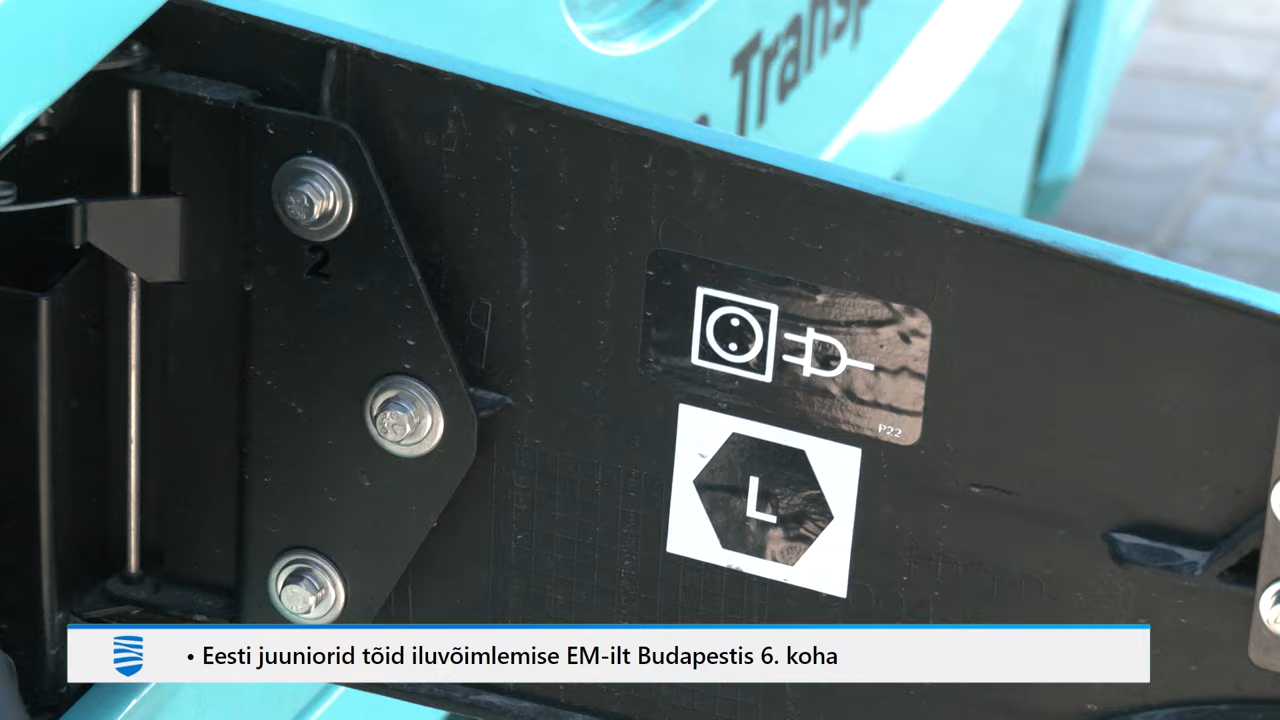 Transp
2
P22
L
• Eesti juuniorid tõid iluvõimlemise EM-ilt Budapestis 6. koha